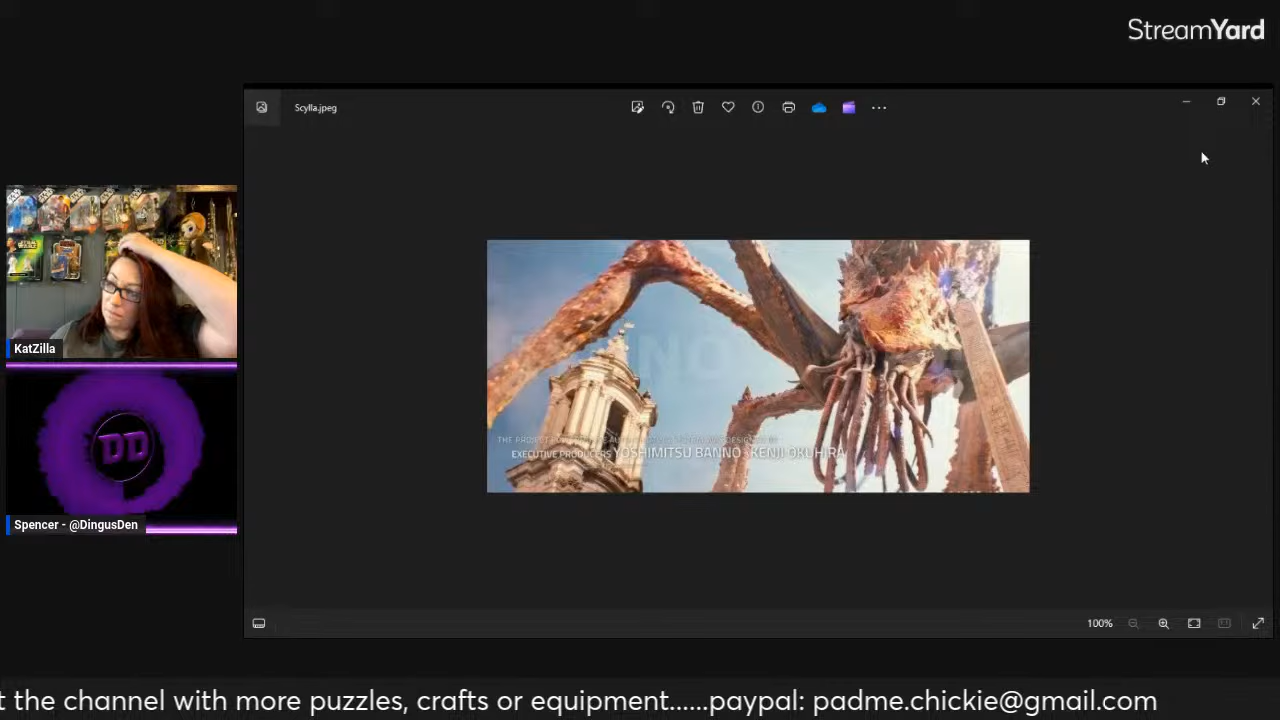 StreamYard
Scylla.jpeg
KatZilla
EXECUTIVE PRODUCERS YOSHIMITSU BANNO · KENJI OKUHIRA
DD
Spencer - @DingusDen
100%
t the channel with more puzzles, crafts or equipment......paypal: padme.chickie@gmail.com